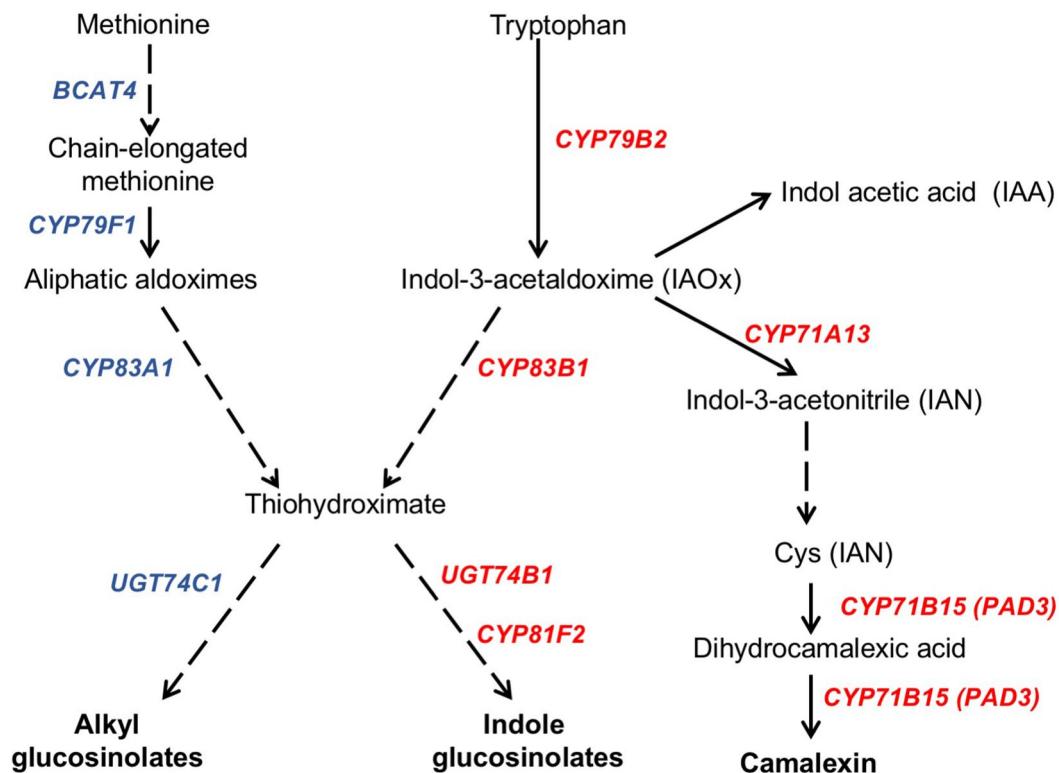 Methionine
Tryptophan
BCAT4
CYP79B2
Chain-elongated
methionine
Indol acetic acid (IAA)
CYP79F1
Aliphatic aldoximes
Indol-3-acetaldoxime (IAOx)
CYP71A13
CYP83A1
CYP83B1
Indol-3-acetonitrile (IAN)
Thiohydroximate
Cys (IAN)
UGT74C1
UGT74B1
CYP71B15 (PAD3)
CYP81F2
Dihydrocamalexic acid
CYP71B15 (PAD3)
Alkyl
glucosinolates
Indole
glucosinolates
Camalexin